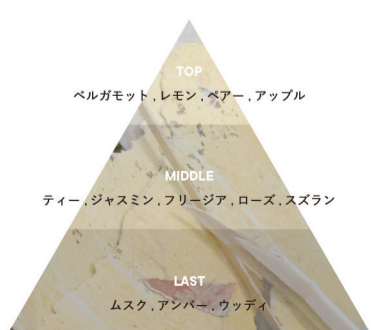 TOP
ベルガモット , レモン , ペアー , アップル
MIDDLE
ティー , ジャスミン , フリージア , ローズ , スズラン
LAST
ムスク , アンバー , ウッディ